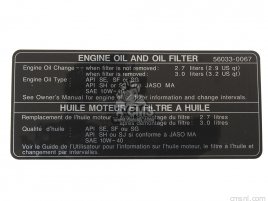 ENGINE OIL AND OIL FILTER 56033-0067
Engine Oil Change - when filter is not removed: 2.7 liters (2.9 US qt)
when filter is removed: 3.0 liters (3.2 US qt)
Engine Oil Type: API SE, SF or SG
API SH or SJ JASO MA
SAE 10W-40
See Owner's Manual for engine information and change intervals.
HUILE MOTEUR ET FILTRE A HUILE
Remplacement de l'huile moteur du filtre: 2.7 litres
après démontage du filtre: 3.0 litres
Qualité d'huile: API SE, SF ou SG
API SH ou SJ si conforme à JASO MA
SAE 10W-40
Voir le Guide de l'Utilisateur pour l'information sur l'huile moteur, le filtre à l'huile et
changement par intervalles.
cmsnl.com